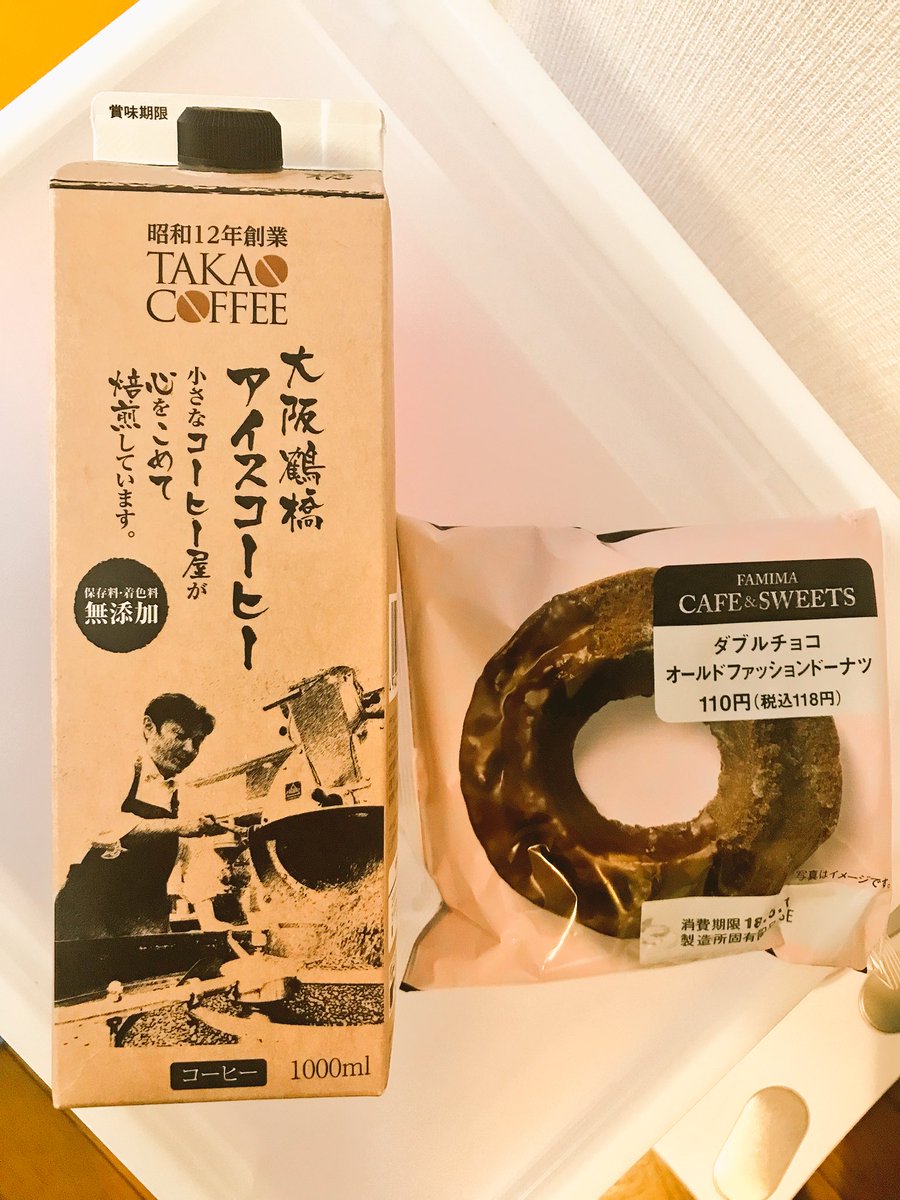 賞味期限
昭和12年創業
TAKAO
COFFEE
大阪鶴橋
アイスコーヒー
小さなコーヒー屋が
心をこめて
焙煎しています。
保存料・着色料
無添加
コーヒー
1000ml
FAMIMA
CAFE&SWEETS
ダブルチョコ
オールドファッションドーナツ
110円(税込118円)
写真はイメージです。
消費期限 18.
製造所固有